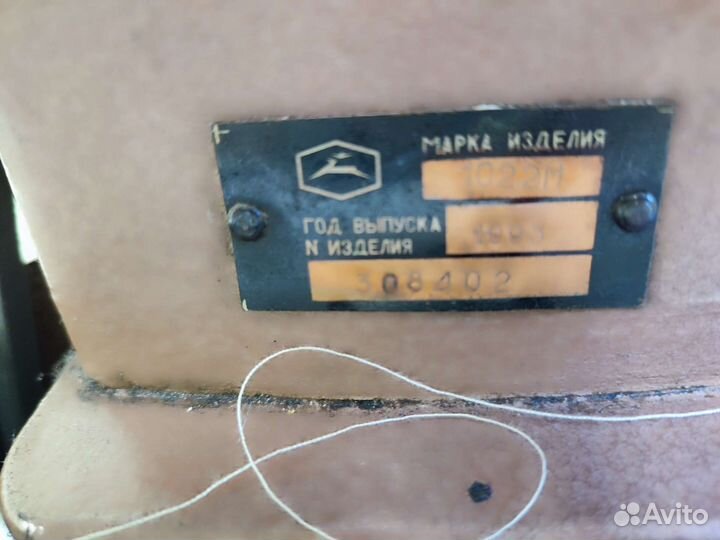 МАРКА ИЗДЕЛИЯ
1022М
ГОД ВЫПУСКА
N ИЗДЕЛИЯ
308402
Avito